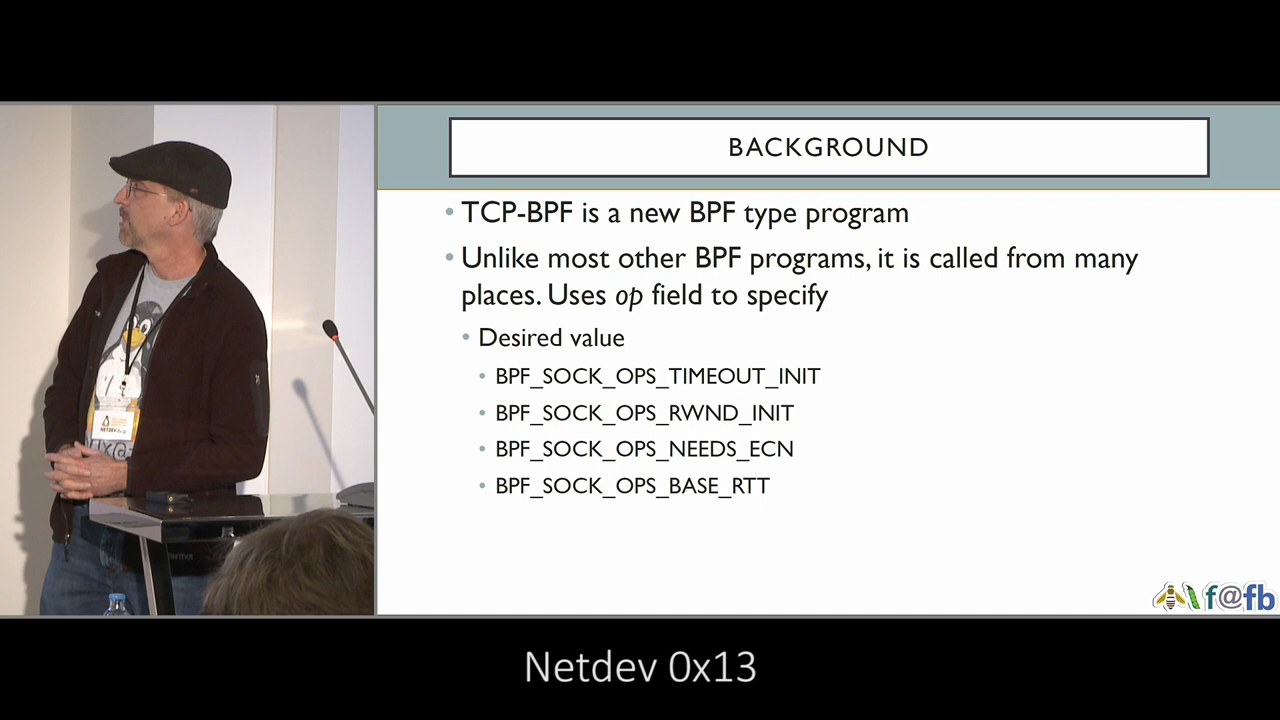 BACKGROUND
• TCP-BPF is a new BPF type program
• Unlike most other BPF programs, it is called from many
places. Uses op field to specify
• Desired value
• BPF_SOCK_OPS_TIMEOUT_INIT
• BPF_SOCK_OPS_RWND_INIT
• BPF_SOCK_OPS_NEEDS_ECN
• BPF_SOCK_OPS_BASE_RTT
f@fb
NETDEV
Netdev 0x13